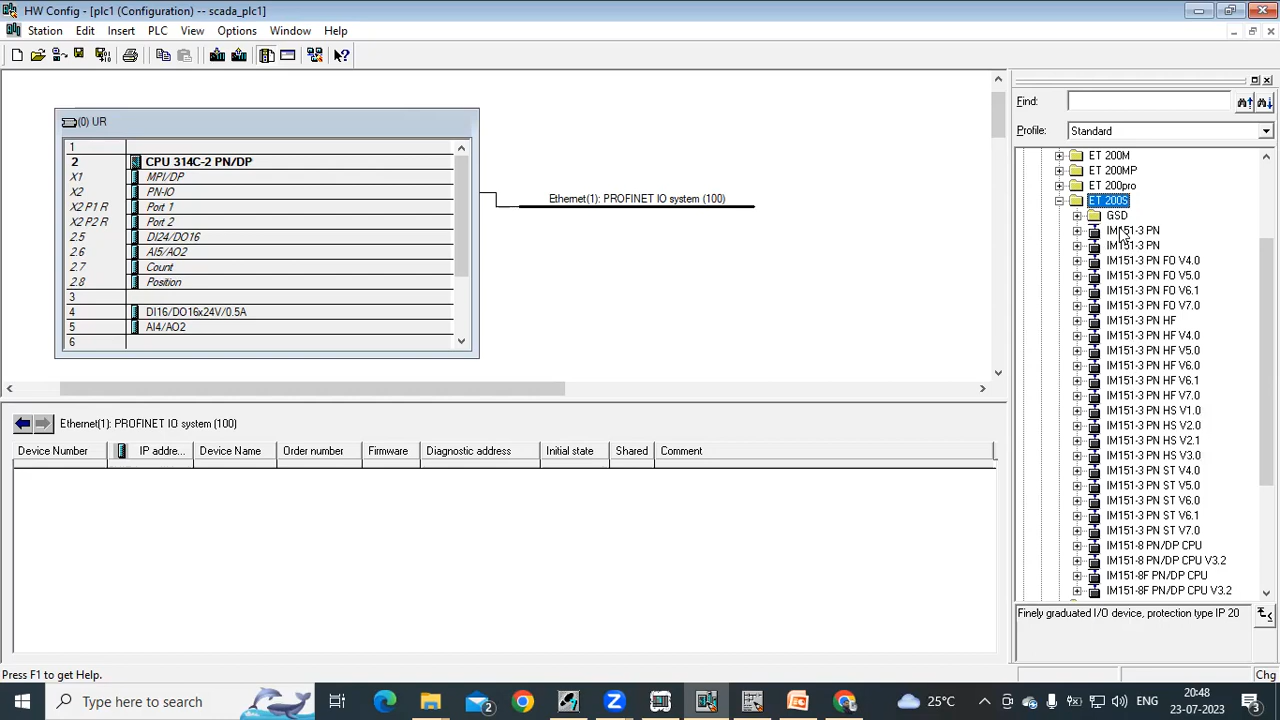 HW Config - [plc1 (Configuration) -- scada_plc1]
Station Edit Insert PLC View Options Window Help
(0) UR
1
2 CPU 314C-2 PN/DP
X1 MPI/DP
X2 PN-IO
X2 P1 R Port 1
X2 P2 R Port 2
2.5 DI24/DO16
2.6 AI5/AO2
2.7 Count
2.8 Position
3
4 DI16/DO16x24V/0.5A
5 AI4/AO2
6
Ethernet(1): PROFINET IO system (100)
Ethernet(1): PROFINET IO system (100)
Device Number IP addre... Device Name Order number Firmware Diagnostic address Initial state Shared Comment
Find:
Profile: Standard
ET 200M
ET 200MP
ET 200pro
ET 200S
GSD
IM151-3 PN
IM151-3 PN
IM151-3 PN FO V4.0
IM151-3 PN FO V5.0
IM151-3 PN FO V6.1
IM151-3 PN FO V7.0
IM151-3 PN HF
IM151-3 PN HF V4.0
IM151-3 PN HF V5.0
IM151-3 PN HF V6.0
IM151-3 PN HF V6.1
IM151-3 PN HF V7.0
IM151-3 PN HS V1.0
IM151-3 PN HS V2.0
IM151-3 PN HS V2.1
IM151-3 PN HS V3.0
IM151-3 PN ST V4.0
IM151-3 PN ST V5.0
IM151-3 PN ST V6.0
IM151-3 PN ST V6.1
IM151-3 PN ST V7.0
IM151-8 PN/DP CPU
IM151-8 PN/DP CPU V3.2
IM151-8F PN/DP CPU
IM151-8F PN/DP CPU V3.2
Finely graduated I/O device, protection type IP 20
Press F1 to get Help.
Chg
Type here to search
2
25°C
ENG
20:48
23-07-2023
3